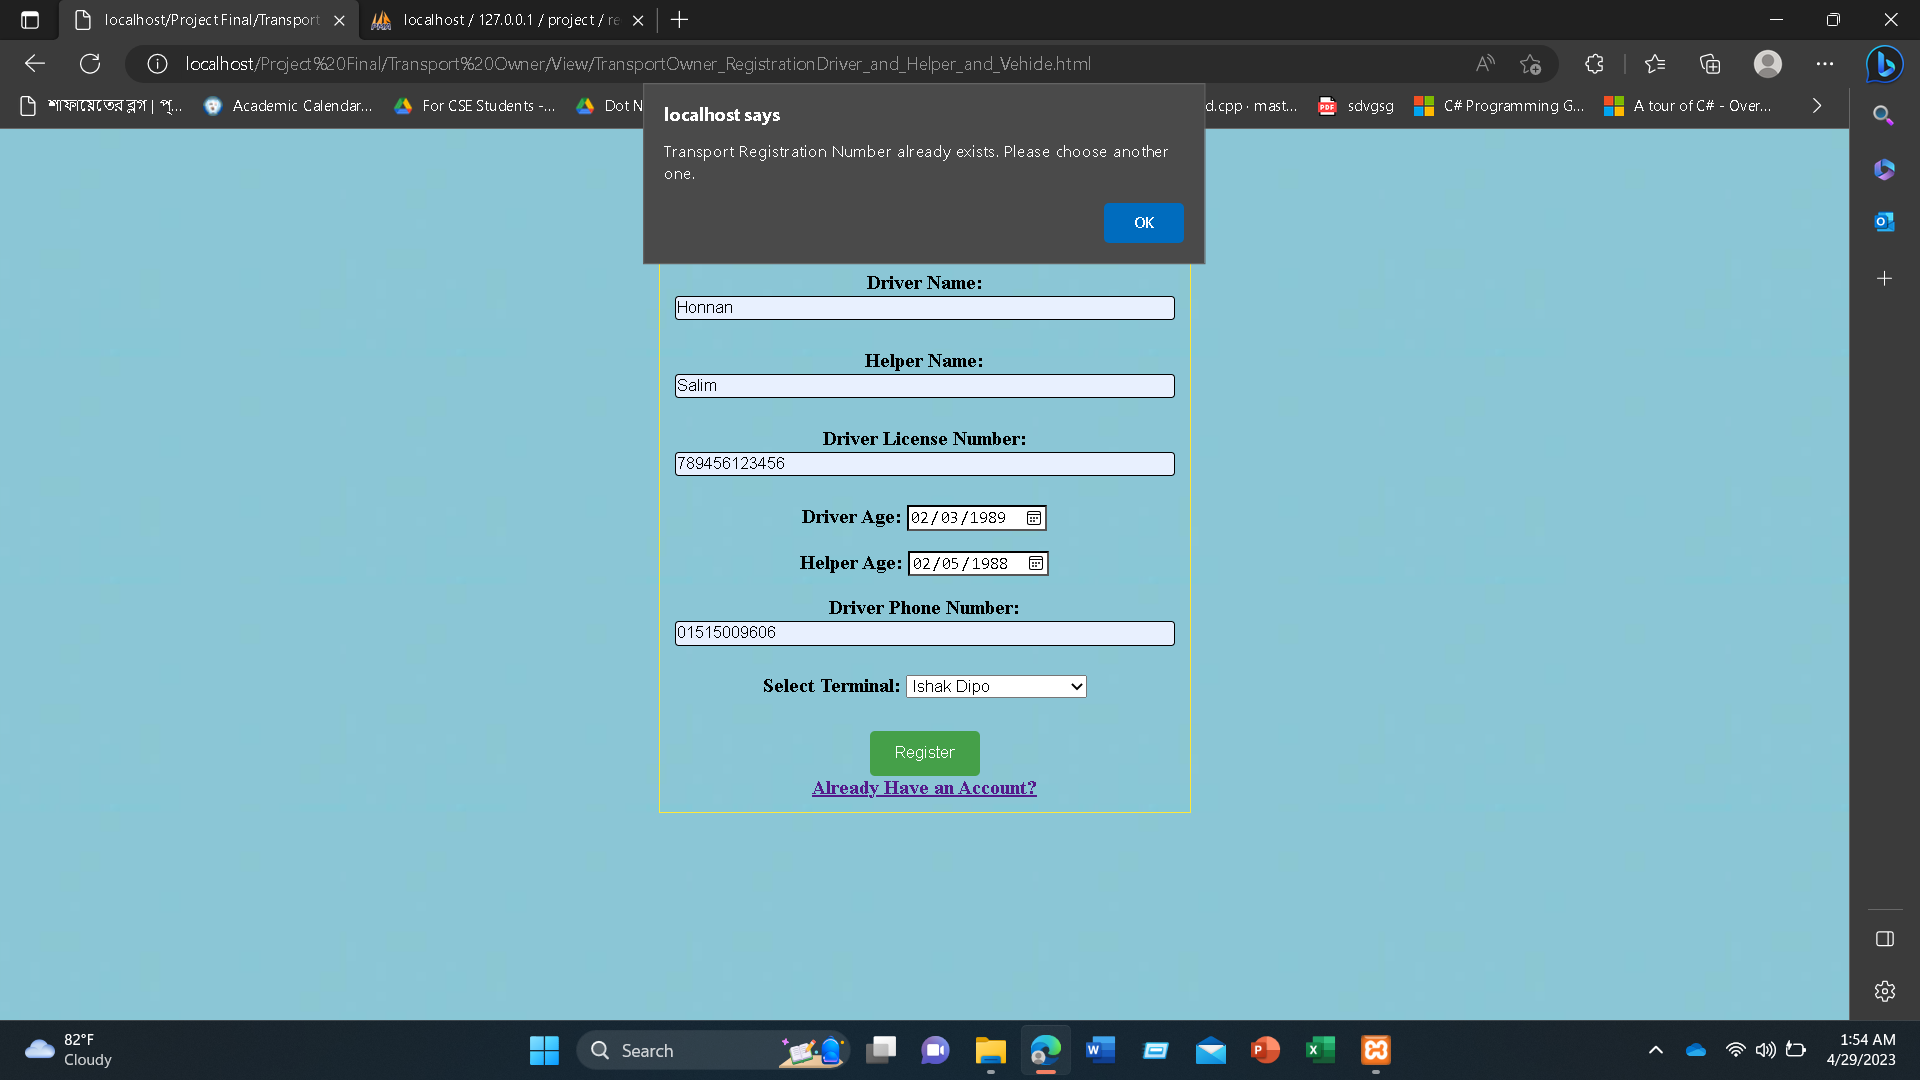 localhost/Project Final/Transport
localhost / 127.0.0.1 / project / re
localhost/Project%20Final/Transport%20Owner/View/TransportOwner_RegistrationDriver_and_Helper_and_Vehicle.html
শাফায়েতের ব্লগ | প্...
Academic Calendar...
For CSE Students -...
Dot N
d.cpp · mast...
sdvgsg
C# Programming G...
A tour of C# - Over...
localhost says
Transport Registration Number already exists. Please choose another
one.
OK
Driver Name:
Honnan
Helper Name:
Salim
Driver License Number:
789456123456
Driver Age: 02/03/1989
Helper Age: 02/05/1988
Driver Phone Number:
01515009606
Select Terminal: Ishak Dipo
Register
Already Have an Account?
82°F
Cloudy
Search
1:54 AM
4/29/2023